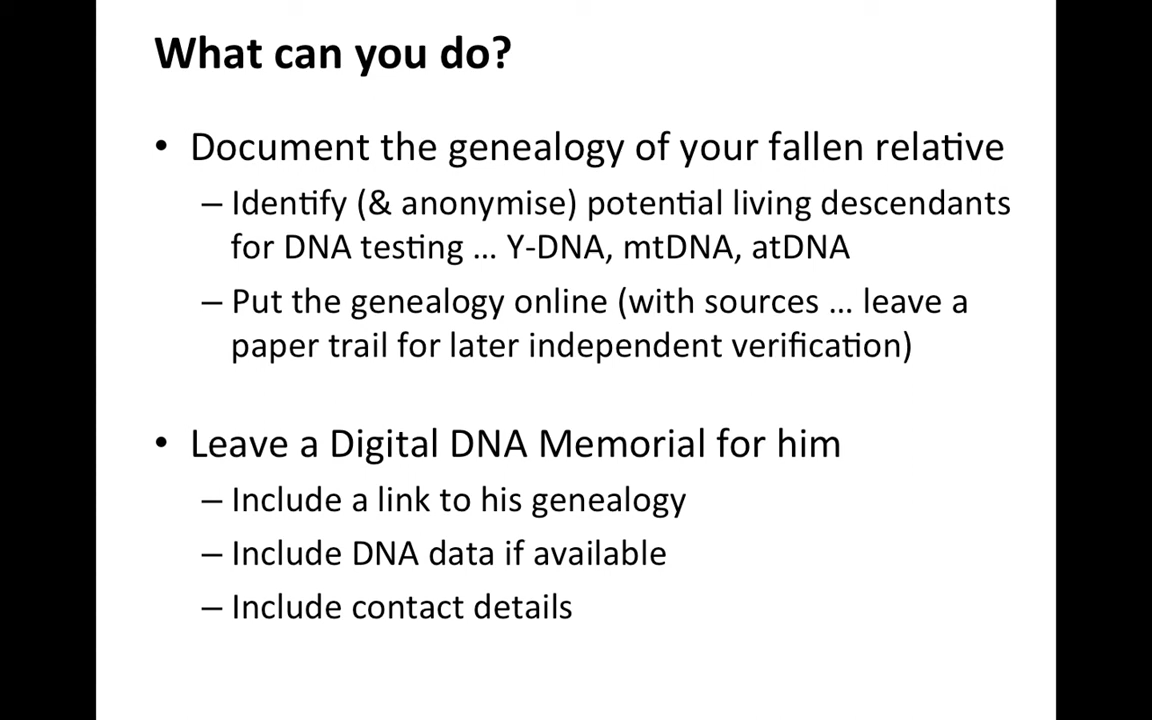 What can you do?
• Document the genealogy of your fallen relative
– Identify (& anonymise) potential living descendants
for DNA testing ... Y-DNA, mtDNA, atDNA
– Put the genealogy online (with sources ... leave a
paper trail for later independent verification)
• Leave a Digital DNA Memorial for him
– Include a link to his genealogy
– Include DNA data if available
– Include contact details